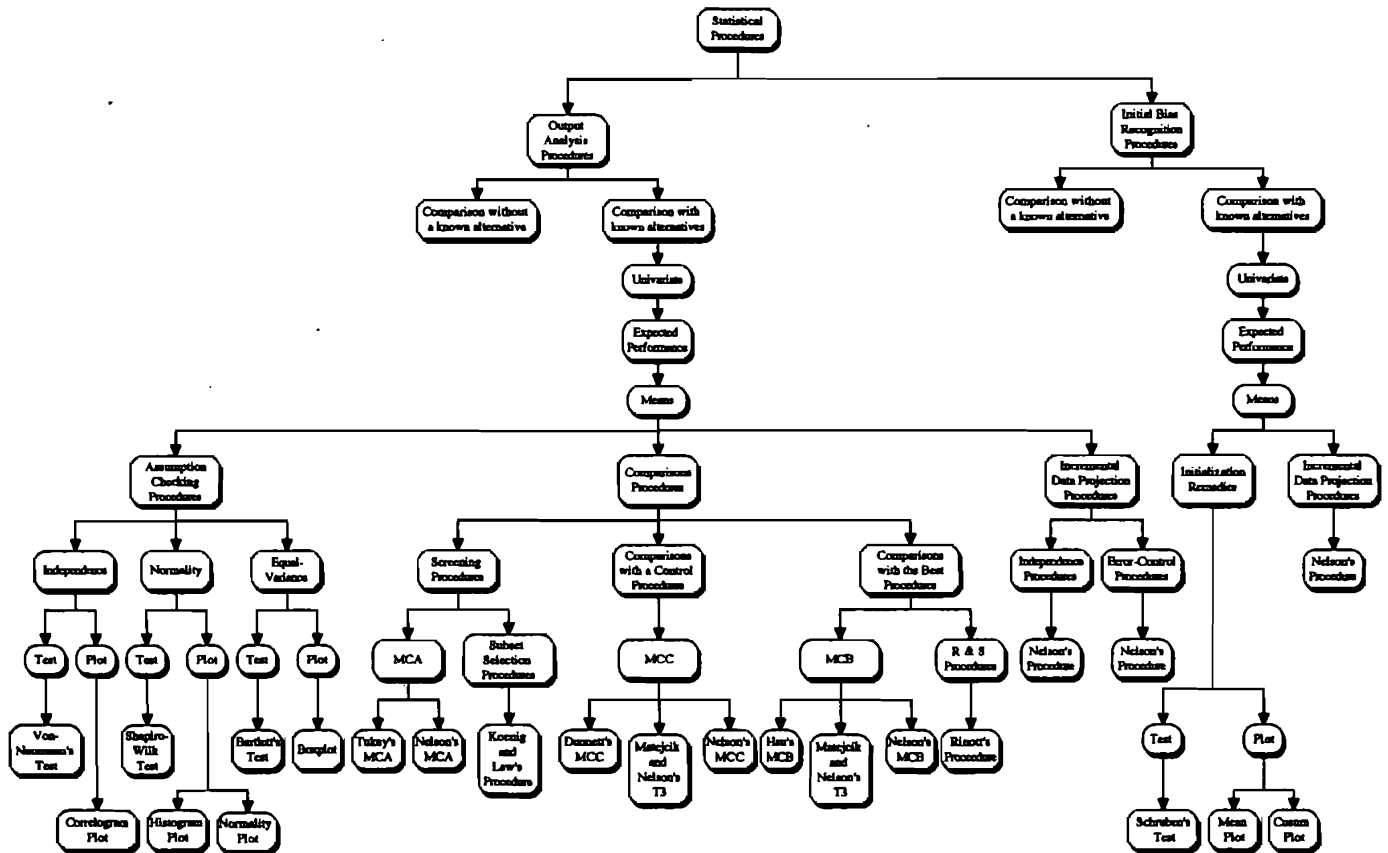 Statistical
Procedures
Output
Analysis
Procedures
Initial Bias
Recognition
Procedures
Comparison without
a known alternative
Comparison with
known alternatives
Comparison without
a known alternative
Comparison with
known alternatives
Univariate
Univariate
Expected
Performance
Expected
Performance
Means
Means
Assumption
Checking
Procedures
Comparisons
Procedures
Incremental
Data Projection
Procedures
Initialization
Remedies
Incremental
Data Projection
Procedures
Independence
Normality
Equal-
Variance
Screening
Procedures
Comparisons
with a Control
Procedures
Comparisons
with the Best
Procedures
Independence
Procedures
Error-Control
Procedures
Nelson's
Procedure
Test
Plot
Test
Plot
Test
Plot
MCA
Subset
Selection
Procedures
MCC
MCB
R & S
Procedures
Nelson's
Procedure
Nelson's
Procedure
Von-
Neumann's
Test
Shapiro-
Wilk
Test
Bartlett's
Test
Boxplot
Tukey's
MCA
Nelson's
MCA
Koenig
and
Law's
Procedure
Dunnett's
MCC
Matejcik
and
Nelson's
T3
Nelson's
MCC
Hsu's
MCB
Matejcik
and
Nelson's
T3
Nelson's
MCB
Rinott's
Procedure
Test
Plot
Correlogram
Plot
Histogram
Plot
Normality
Plot
Schruben's
Test
Mean
Plot
Cusum
Plot